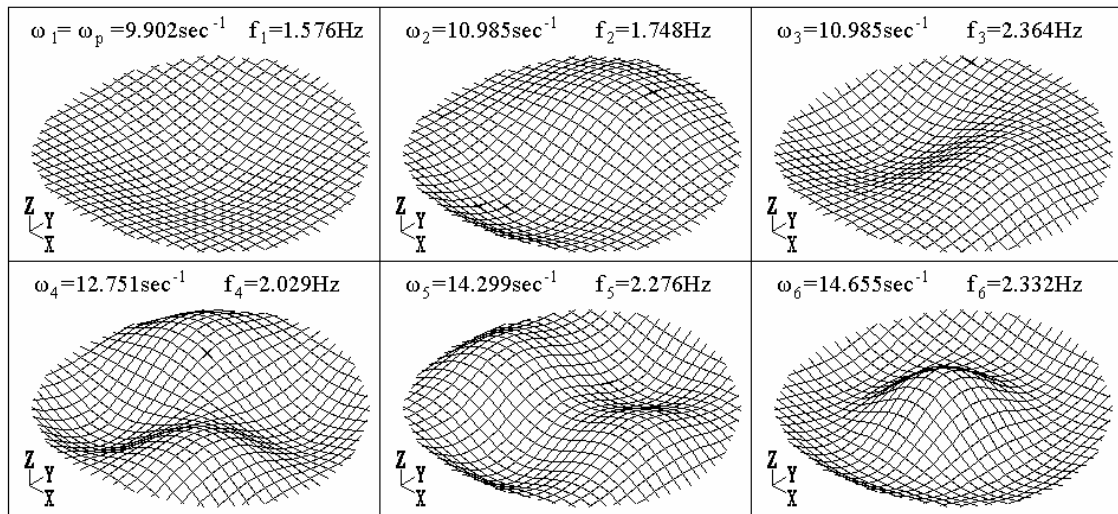 ω₁= ωₚ =9.902sec⁻¹ f₁=1.576Hz
ω₂=10.985sec⁻¹ f₂=1.748Hz
ω₃=10.985sec⁻¹ f₃=2.364Hz
Z
Y
X
Z
Y
X
Z
Y
X
ω₄=12.751sec⁻¹ f₄=2.029Hz
ω₅=14.299sec⁻¹ f₅=2.276Hz
ω₆=14.655sec⁻¹ f₆=2.332Hz
Z
Y
X
Z
Y
X
Z
Y
X